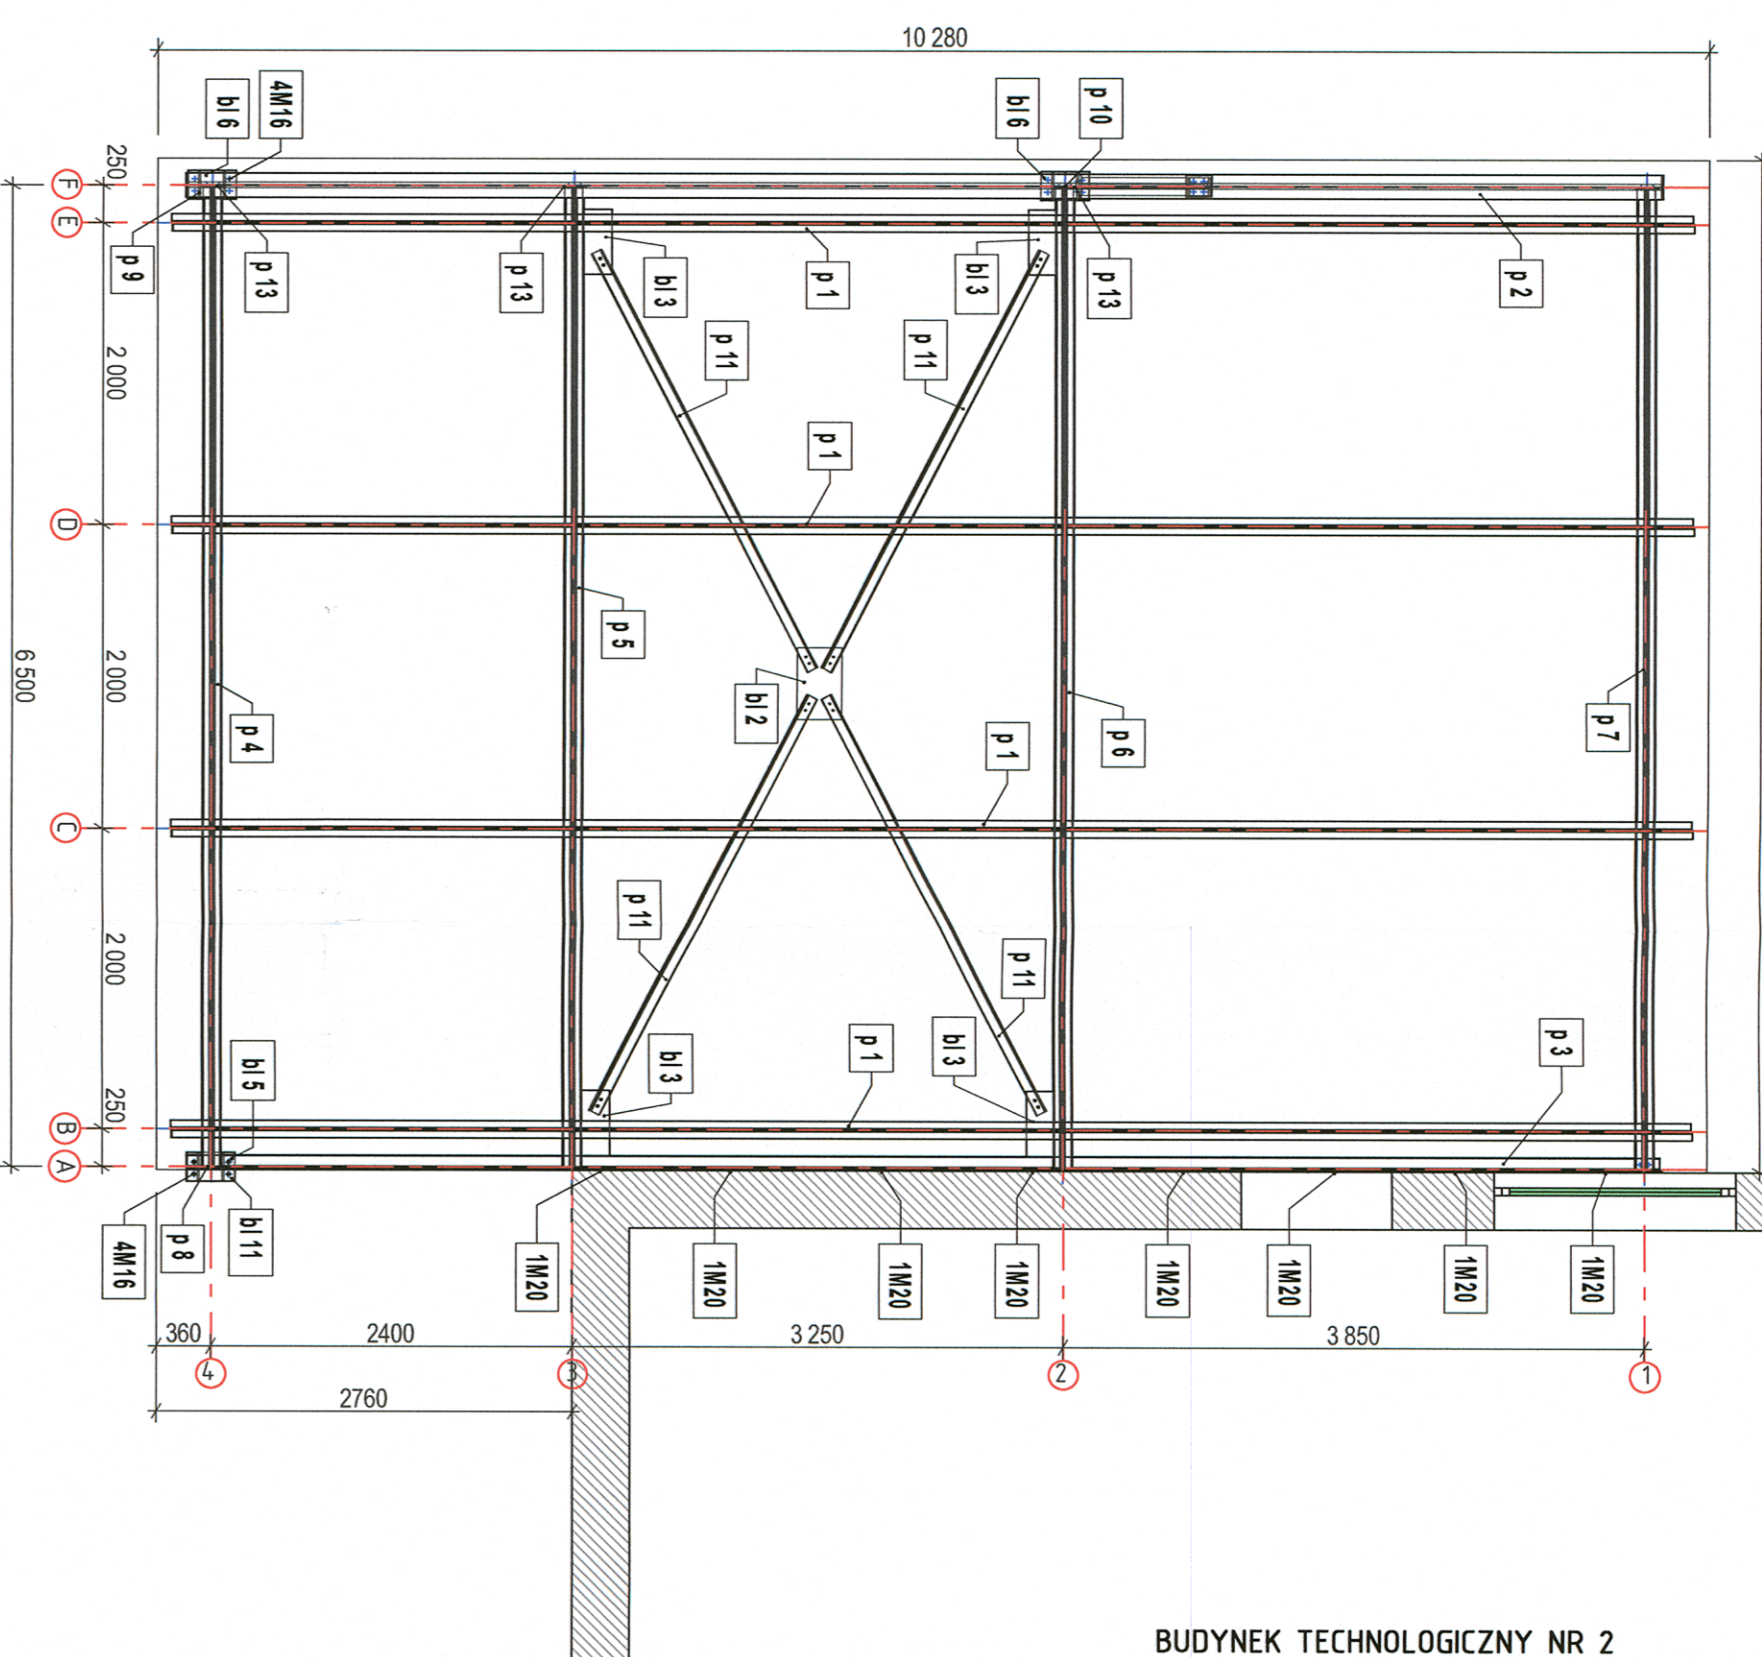 10 280
bl 6
4M16
bl 6
p 10
250
F
E
p 9
p 13
p 13
bl 3
p 1
bl 3
p 13
p 2
2 000
p 11
p 11
p 1
D
p 5
6 500
2 000
bl 2
p 4
p 1
p 6
p 7
C
p 11
2 000
p 11
bl 5
bl 3
p 1
bl 3
p 3
250
B
A
4M16
p 8
bl 11
1M20
1M20
1M20
1M20
1M20
1M20
1M20
1M20
360
2400
3 250
3 850
4
3
2
1
2760
BUDYNEK TECHNOLOGICZNY NR 2